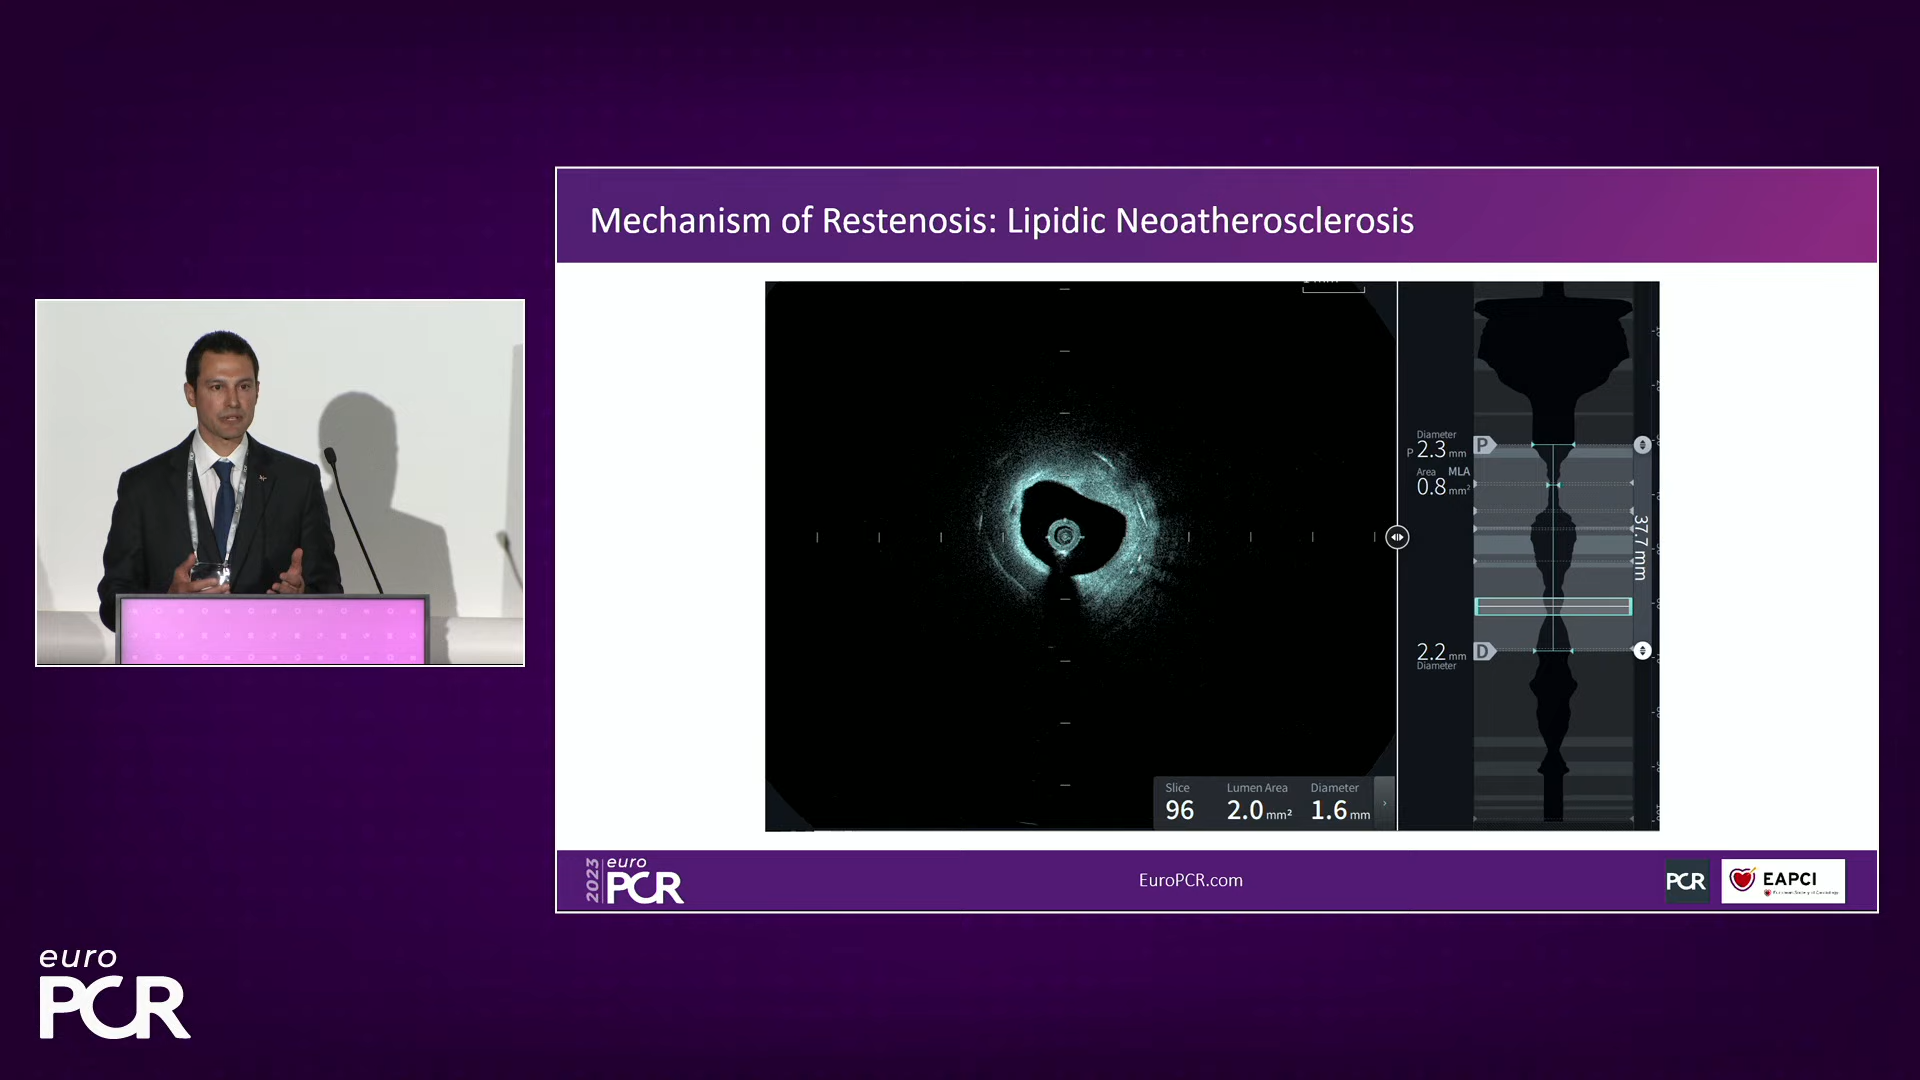 Mechanism of Restenosis: Lipidic Neoatherosclerosis
Diameter
P 2.3 mm
P
Area MLA
0.8 mm²
37.7 mm
2.2 mm
D
Diameter
Slice
96
Lumen Area
2.0 mm²
Diameter
1.6 mm
2023
euro
PCR
EuroPCR.com
PCR
EAPCI
euro
PCR